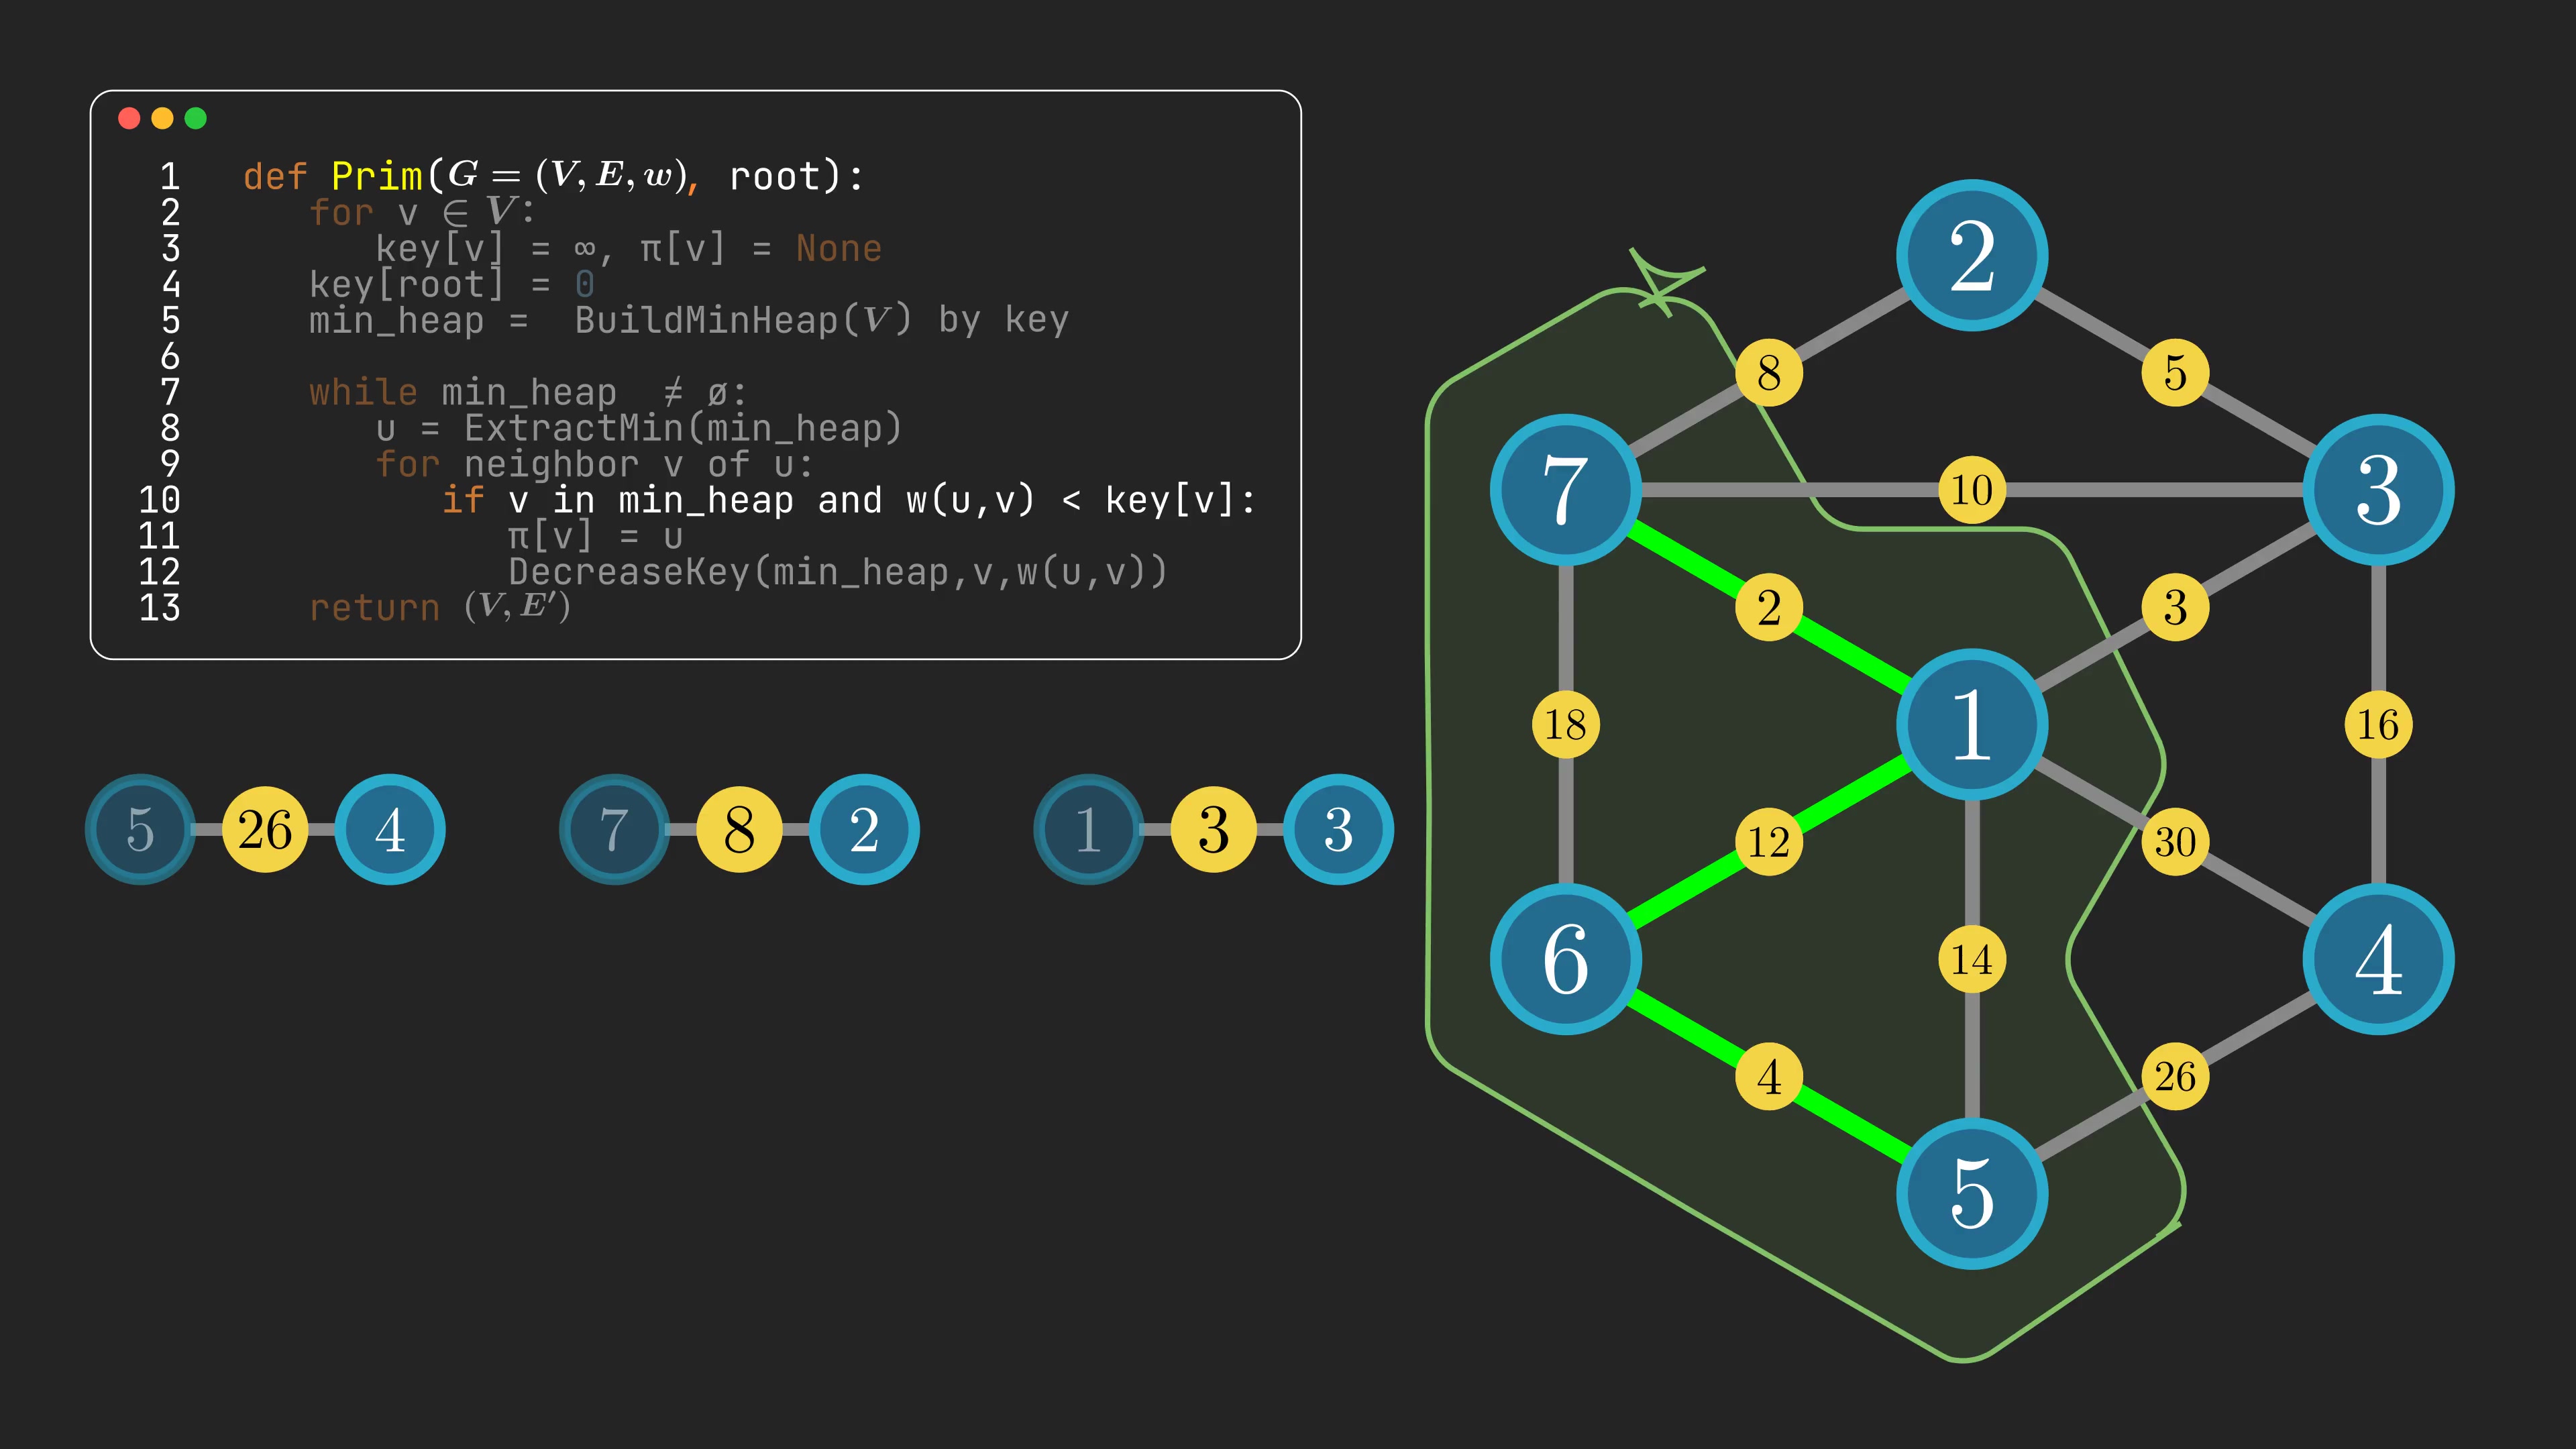 1 def Prim(G = (V, E, w), root):
2 for v ∈ V:
3 key[v] = ∞, π[v] = None
4 key[root] = 0
5 min_heap = BuildMinHeap(V) by key
6
7 while min_heap ≠ ø:
8 u = ExtractMin(min_heap)
9 for neighbor v of u:
10 if v in min_heap and w(u,v) < key[v]:
11 π[v] = u
12 DecreaseKey(min_heap,v,w(u,v))
13 return (V, E′)
5 26 4
7 8 2
1 3 3
2
8
5
7
10
3
2
3
18
1
16
12
30
6
14
4
4
26
5